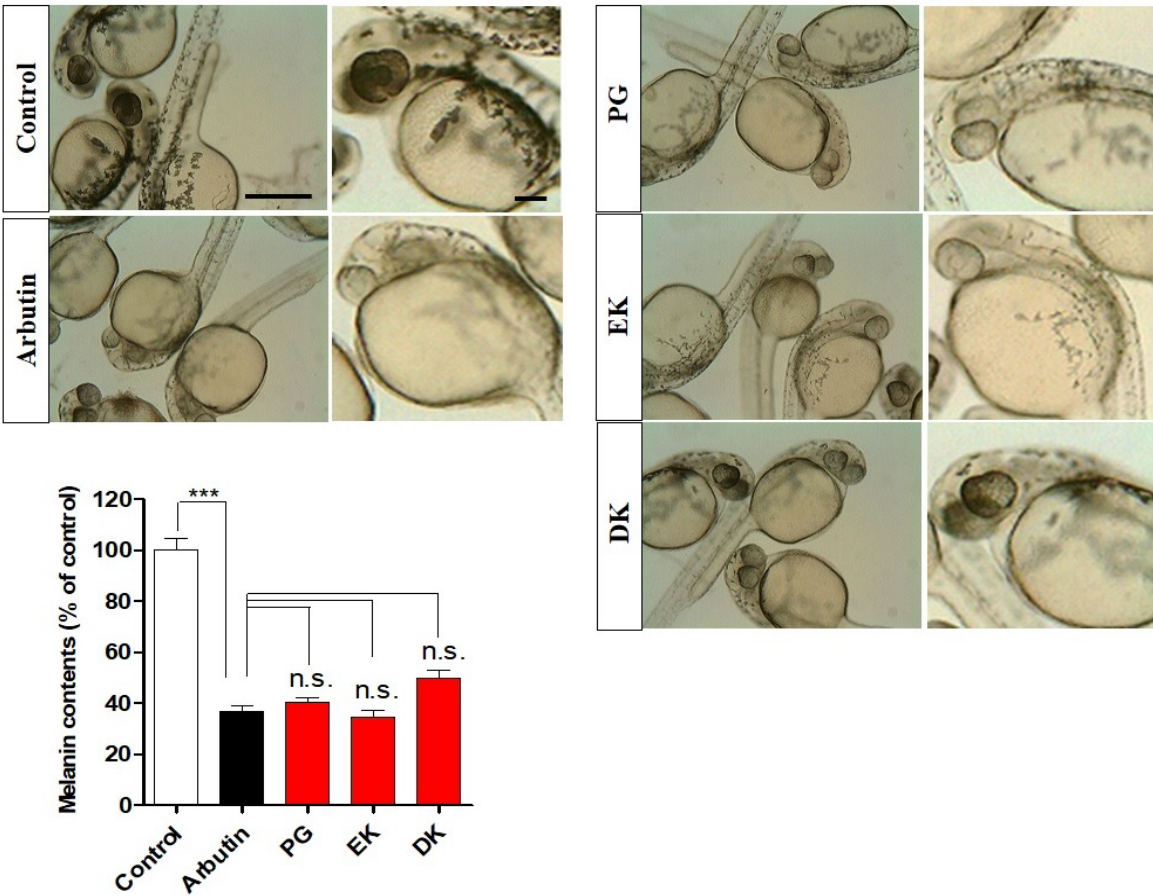 Control
Arbutin
PG
EK
DK
Melanin contents (% of control)
120
100
80
60
40
20
0
***
n.s.
n.s.
n.s.
Control
Arbutin
PG
EK
DK